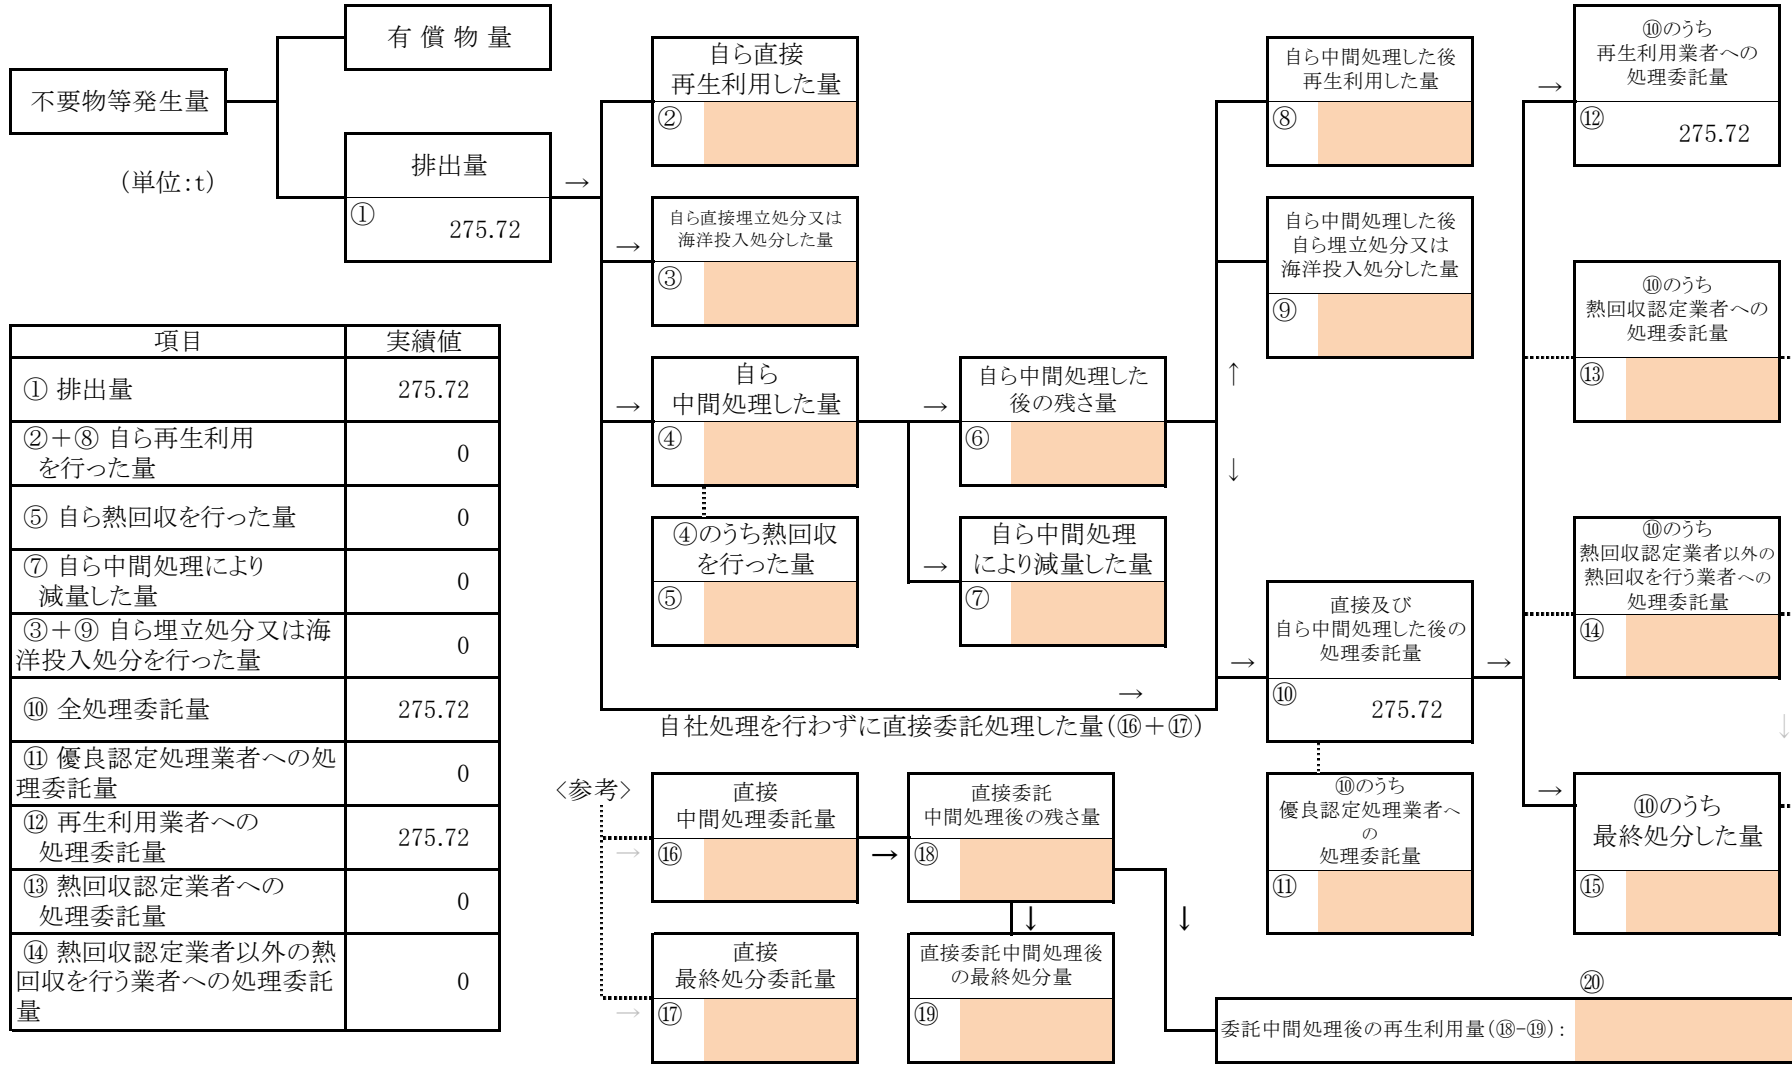 不要物等発生量
(単位:t)
有償物量
排出量
①
275.72
→
自ら直接
再生利用した量
②
→
自ら直接埋立処分又は
海洋投入処分した量
③
→
自ら
中間処理した量
④
④のうち熱回収
を行った量
⑤
→
自ら中間処理した
後の残さ量
⑥
→
自ら中間処理
により減量した量
⑦
↑
↓
自ら中間処理した後
再生利用した量
⑧
自ら中間処理した後
自ら埋立処分又は
海洋投入処分した量
⑨
→
自社処理を行わずに直接委託処理した量(⑯+⑰)
→
直接及び
自ら中間処理した後の
処理委託量
⑩
275.72
→
⑩のうち
優良認定処理業者へ
の
処理委託量
⑪
→
⑩のうち
再生利用業者への
処理委託量
⑫
275.72
⑩のうち
熱回収認定業者への
処理委託量
⑬
⑩のうち
熱回収認定業者以外の
熱回収を行う業者への
処理委託量
⑭
↓
→
⑩のうち
最終処分した量
⑮
項目 実績値
① 排出量 275.72
②+⑧ 自ら再生利用
を行った量 0
⑤ 自ら熱回収を行った量 0
⑦ 自ら中間処理により
減量した量 0
③+⑨ 自ら埋立処分又は海
洋投入処分を行った量 0
⑩ 全処理委託量 275.72
⑪ 優良認定処理業者への処
理委託量 0
⑫ 再生利用業者への
処理委託量 275.72
⑬ 熱回収認定業者への
処理委託量 0
⑭ 熱回収認定業者以外の熱
回収を行う業者への処理委託
量 0
<参考>
→
直接
中間処理委託量
⑯
→
直接委託
中間処理後の残さ量
⑱
→
直接
最終処分委託量
⑰
↓
直接委託中間処理後
の最終処分量
⑲
↓
⑳
委託中間処理後の再生利用量(⑱-⑲):